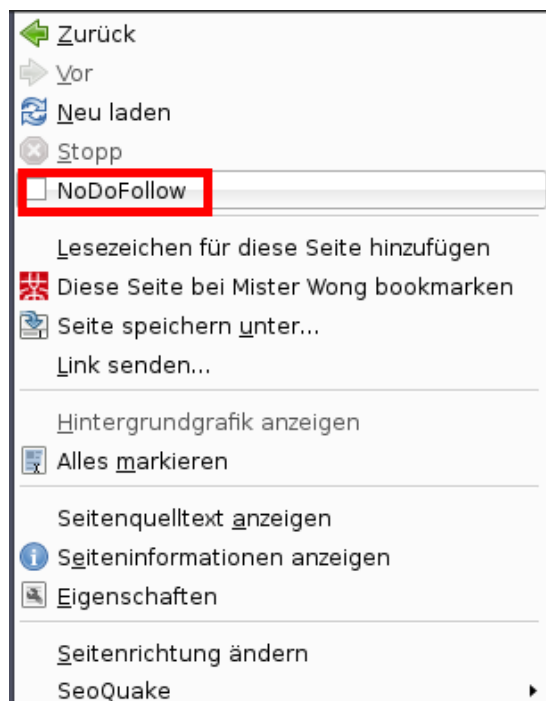 Zurück
Vor
Neu laden
Stopp
NoDoFollow
Lesezeichen für diese Seite hinzufügen
Diese Seite bei Mister Wong bookmarken
Seite speichern unter...
Link senden...
Hintergrundgrafik anzeigen
Alles markieren
Seitenquelltext anzeigen
Seiteninformationen anzeigen
Eigenschaften
Seitenrichtung ändern
SeoQuake